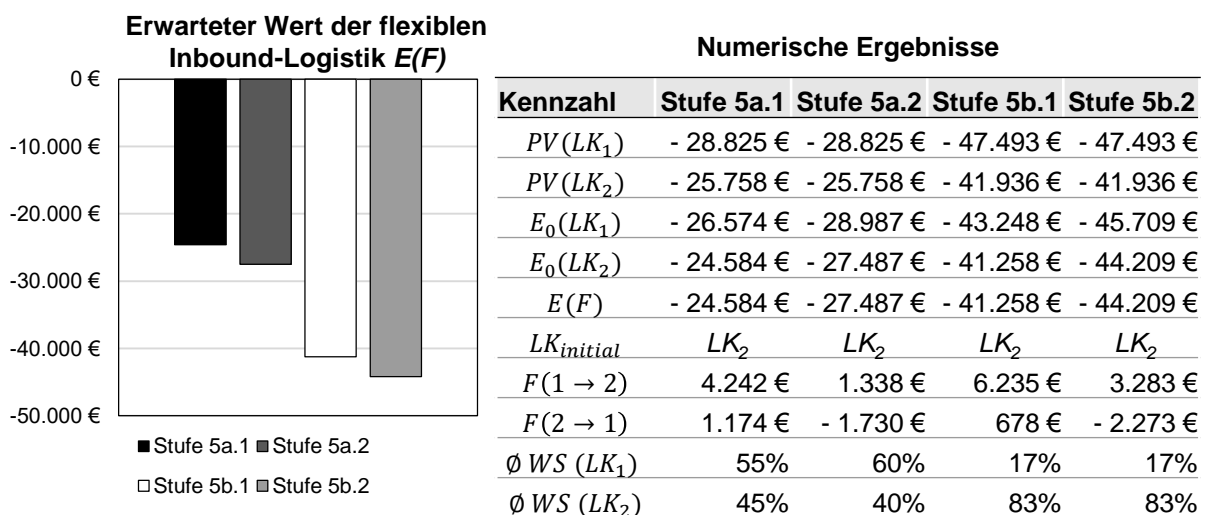 Erwarteter Wert der flexiblen
Inbound-Logistik E(F)
0 €
-10.000 €
-20.000 €
-30.000 €
-40.000 €
-50.000 €
Stufe 5a.1 Stufe 5a.2
Stufe 5b.1 Stufe 5b.2
Numerische Ergebnisse
Kennzahl Stufe 5a.1 Stufe 5a.2 Stufe 5b.1 Stufe 5b.2
PV(LK₁) - 28.825 € - 28.825 € - 47.493 € - 47.493 €
PV(LK₂) - 25.758 € - 25.758 € - 41.936 € - 41.936 €
E₀(LK₁) - 26.574 € - 28.987 € - 43.248 € - 45.709 €
E₀(LK₂) - 24.584 € - 27.487 € - 41.258 € - 44.209 €
E(F) - 24.584 € - 27.487 € - 41.258 € - 44.209 €
LK_initial LK₂ LK₂ LK₂ LK₂
F(1 → 2) 4.242 € 1.338 € 6.235 € 3.283 €
F(2 → 1) 1.174 € - 1.730 € 678 € - 2.273 €
∅ WS (LK₁) 55% 60% 17% 17%
∅ WS (LK₂) 45% 40% 83% 83%